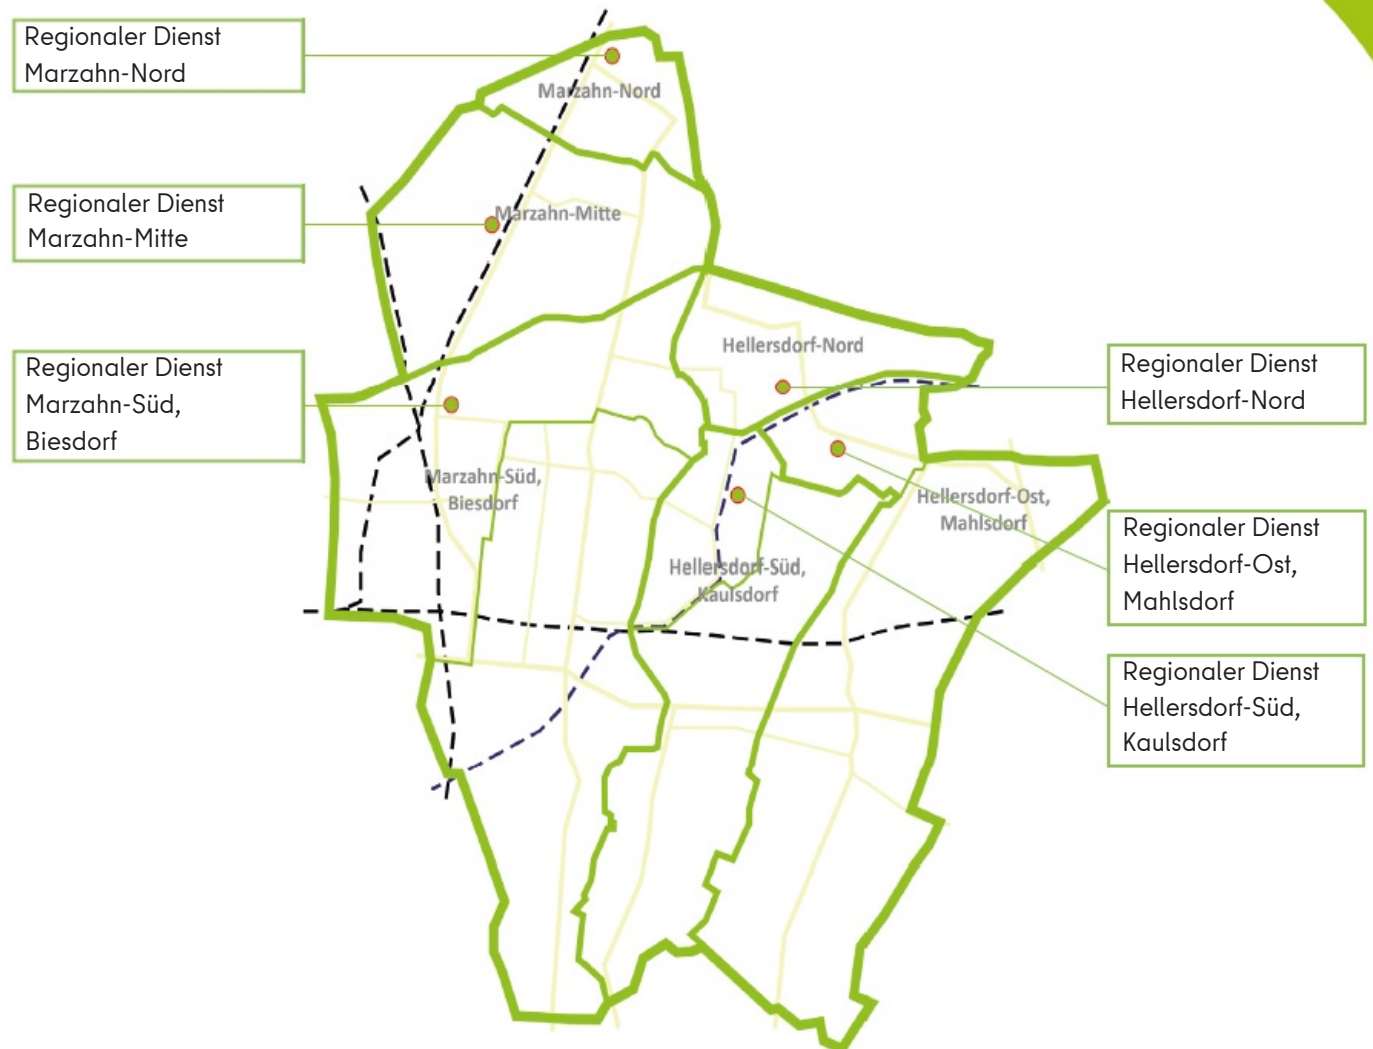 Regionaler Dienst
Marzahn-Nord
Marzahn-Nord
Regionaler Dienst
Marzahn-Mitte
Marzahn-Mitte
Regionaler Dienst
Marzahn-Süd,
Biesdorf
Hellersdorf-Nord
Regionaler Dienst
Hellersdorf-Nord
Marzahn-Süd,
Biesdorf
Hellersdorf-Ost,
Mahlsdorf
Regionaler Dienst
Hellersdorf-Ost,
Mahlsdorf
Hellersdorf-Süd,
Kaulsdorf
Regionaler Dienst
Hellersdorf-Süd,
Kaulsdorf